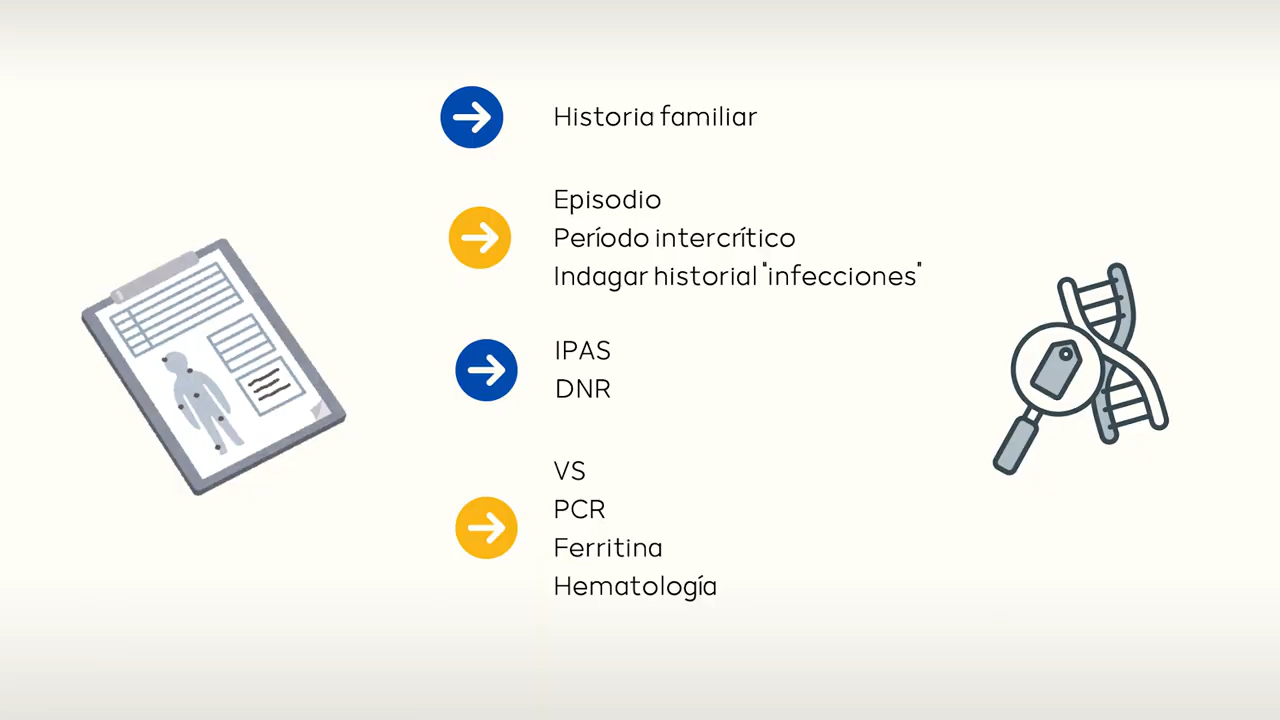 Historia familiar
Episodio
Período intercrítico
Indagar historial "infecciones"
IPAS
DNR
VS
PCR
Ferritina
Hematología